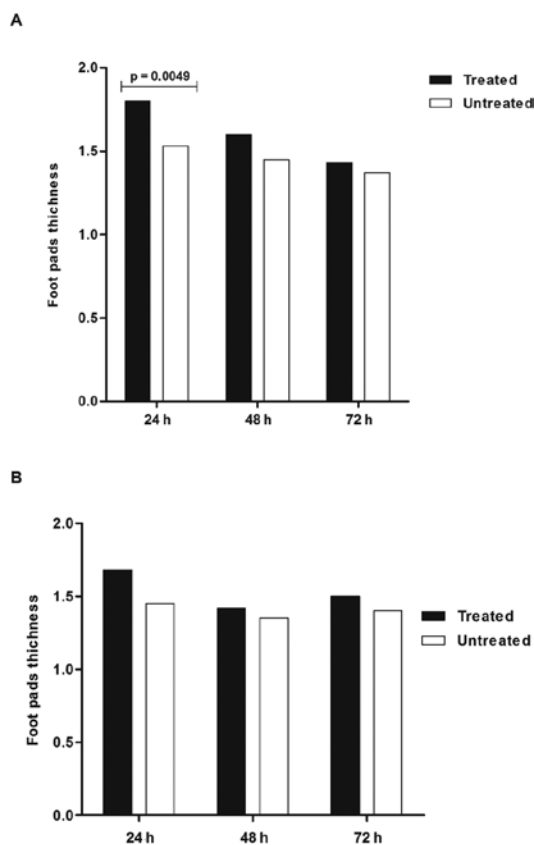 A
p = 0.0049
Treated
Untreated
2.0
1.5
1.0
0.5
0.0
Foot pads thichness
24 h 48 h 72 h
B
Treated
Untreated
2.0
1.5
1.0
0.5
0.0
Foot pads thichness
24 h 48 h 72 h